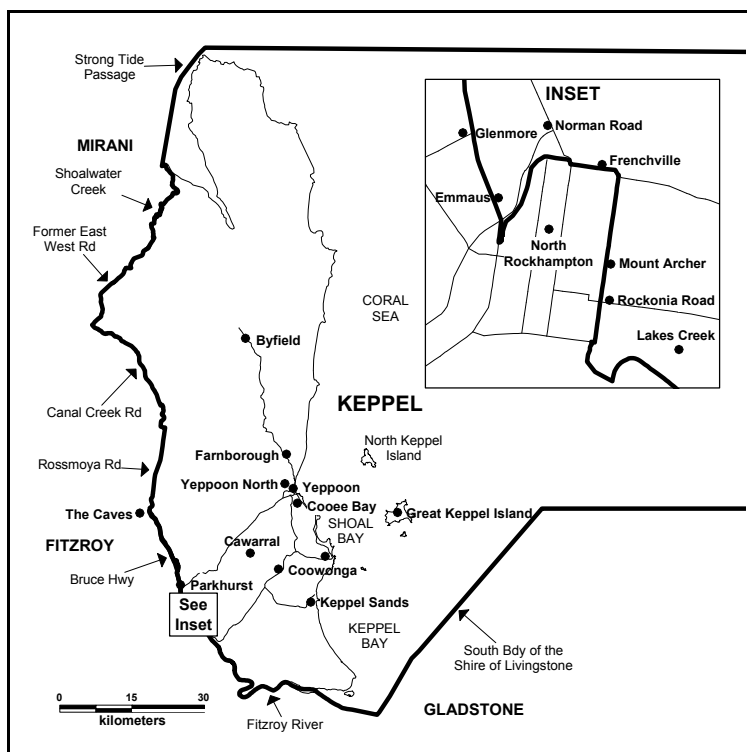 Strong Tide
Passage
MIRANI
Shoalwater
Creek
Former East
West Rd
CORAL
SEA
Byfield
KEPPEL
Canal Creek Rd
North Keppel
Island
Farnborough
Rossmoya Rd
Yeppoon North
Yeppoon
Cooee Bay
The Caves
Great Keppel Island
SHOAL
BAY
FITZROY
Cawarral
Bruce Hwy
Coowonga
Parkhurst
See
Inset
Keppel Sands
KEPPEL
BAY
South Bdy of the
Shire of Livingstone
0 15 30
kilometers
Fitzroy River
GLADSTONE
INSET
Norman Road
Glenmore
Frenchville
Emmaus
North
Rockhampton
Mount Archer
Rockonia Road
Lakes Creek